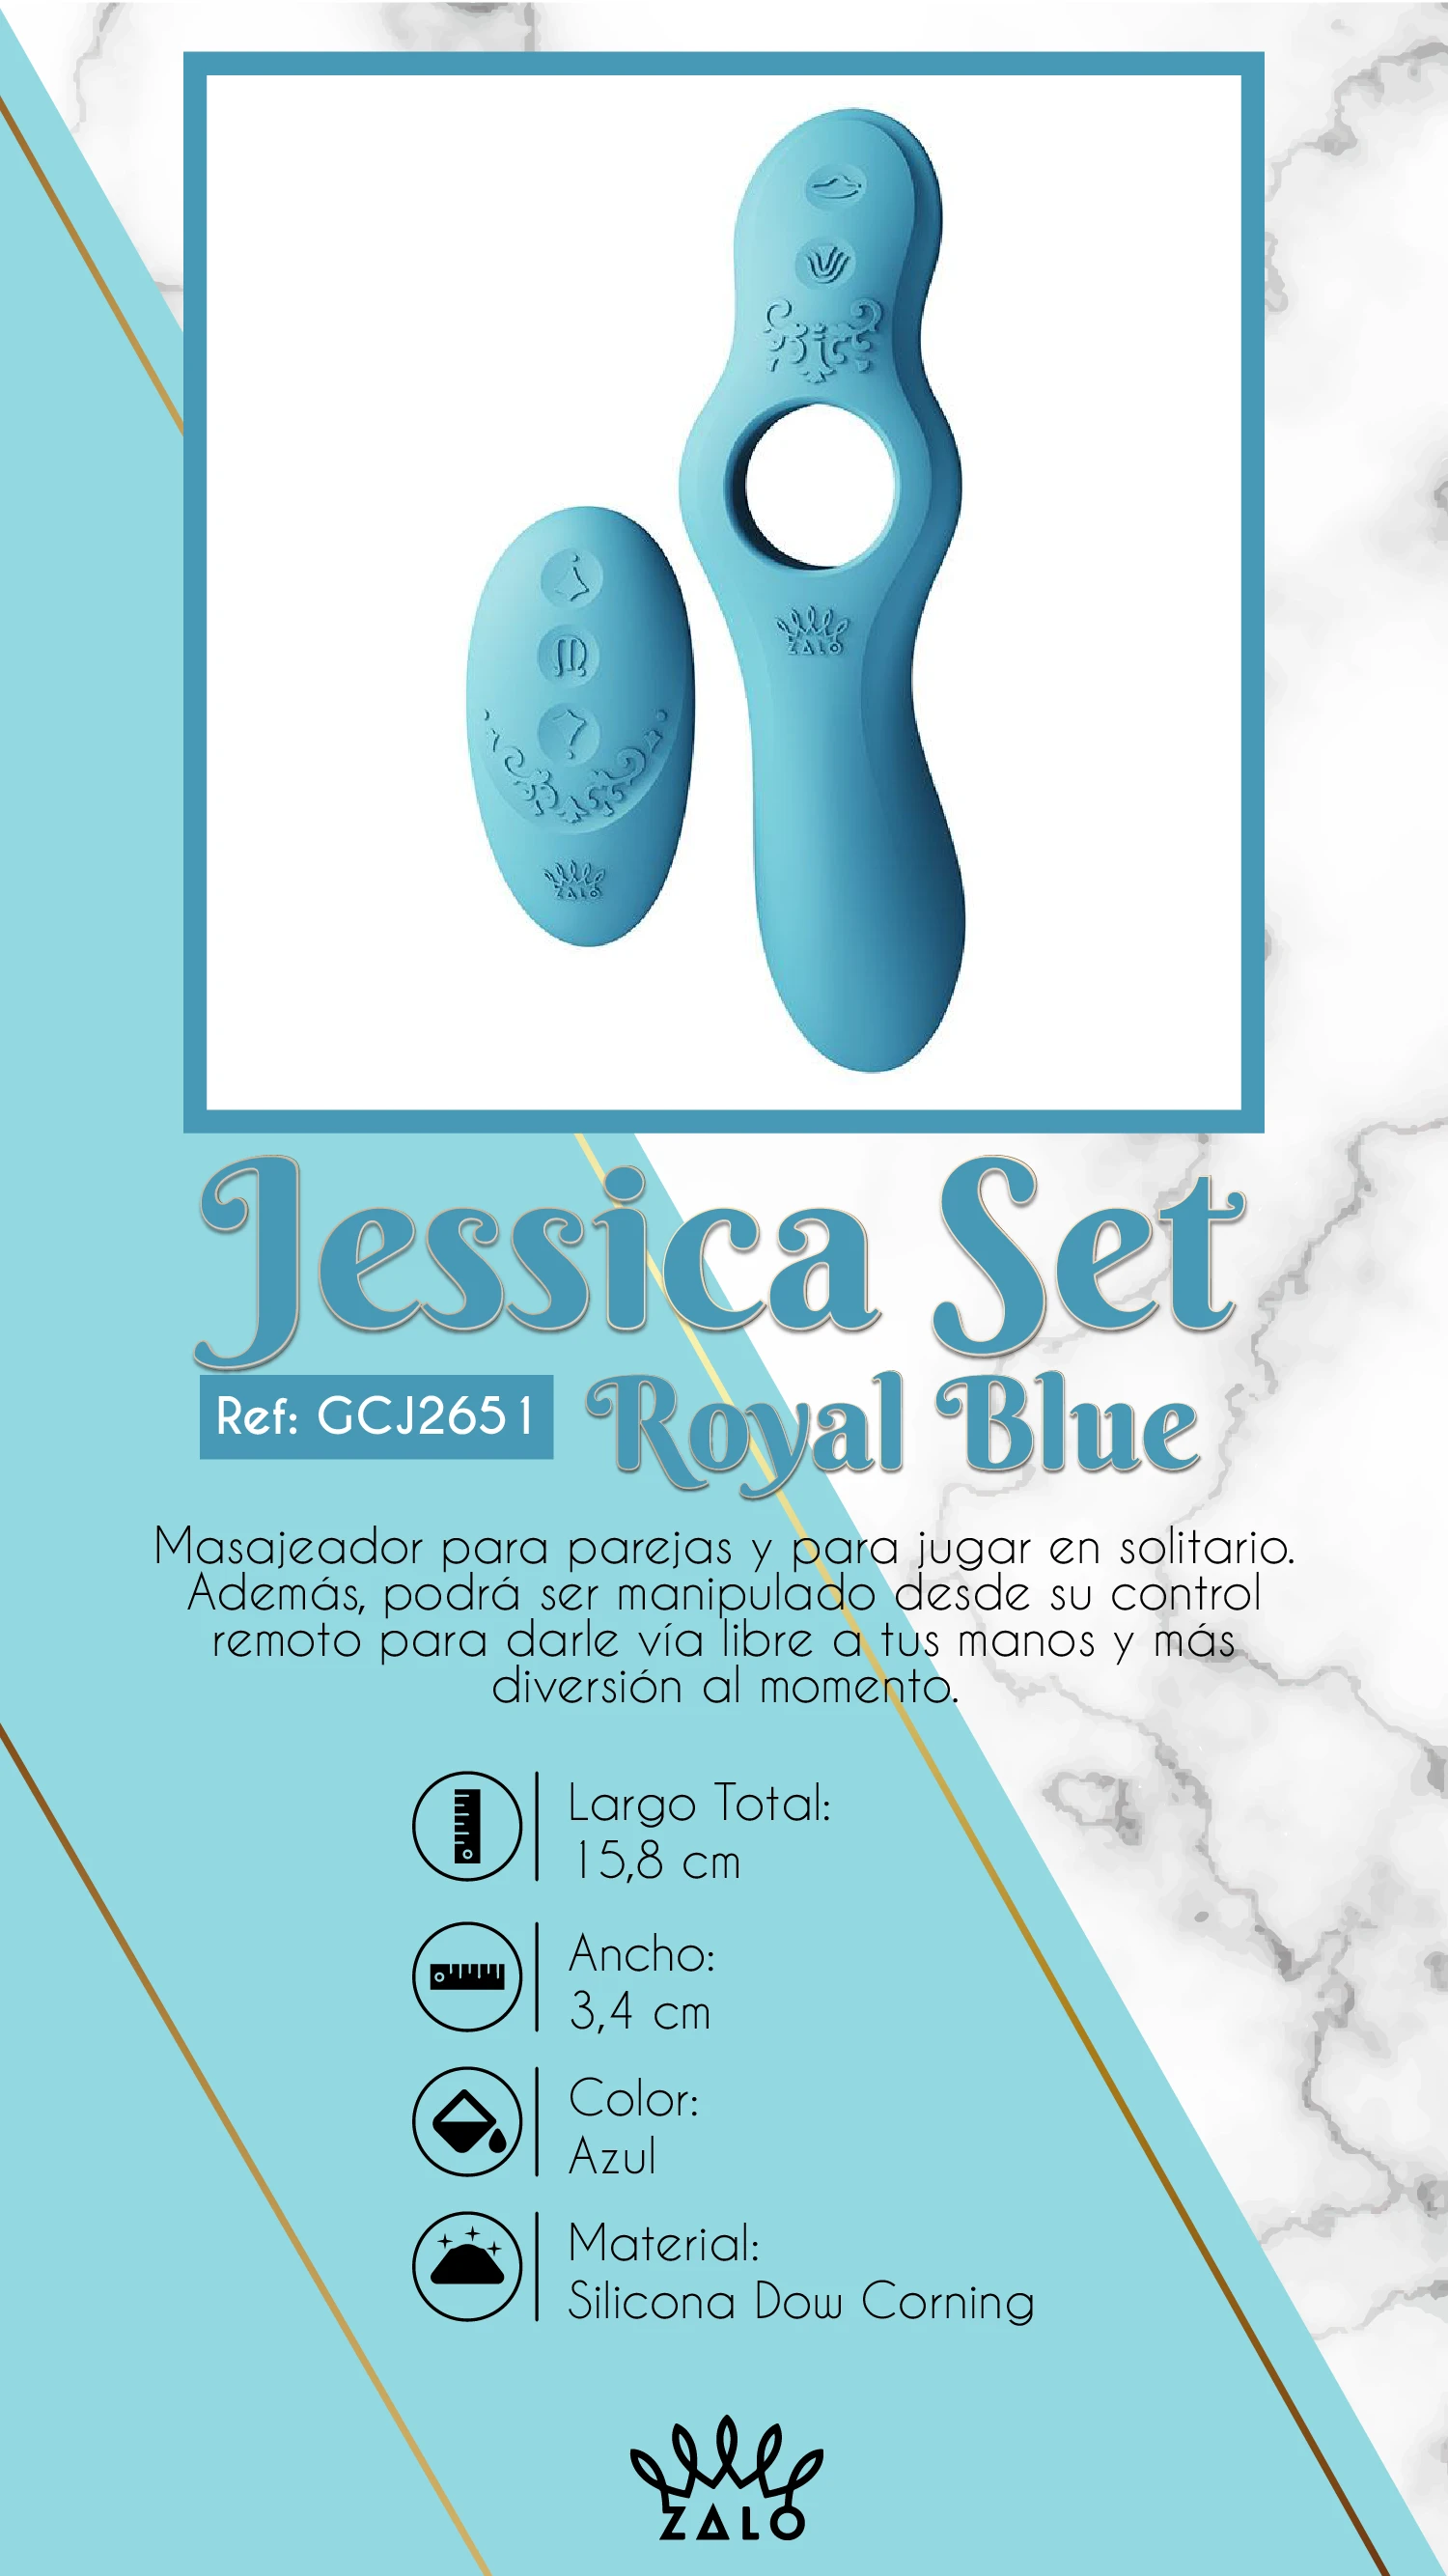 ZALO
ZALO
Jessica Set
Ref: GCJ2651
Royal Blue
Masajeador para parejas y para jugar en solitario.
Además, podrá ser manipulado desde su control
remoto para darle vía libre a tus manos y más
diversión al momento.
Largo Total:
15,8 cm
Ancho:
3,4 cm
Color:
Azul
Material:
Silicona Dow Corning
ZALO